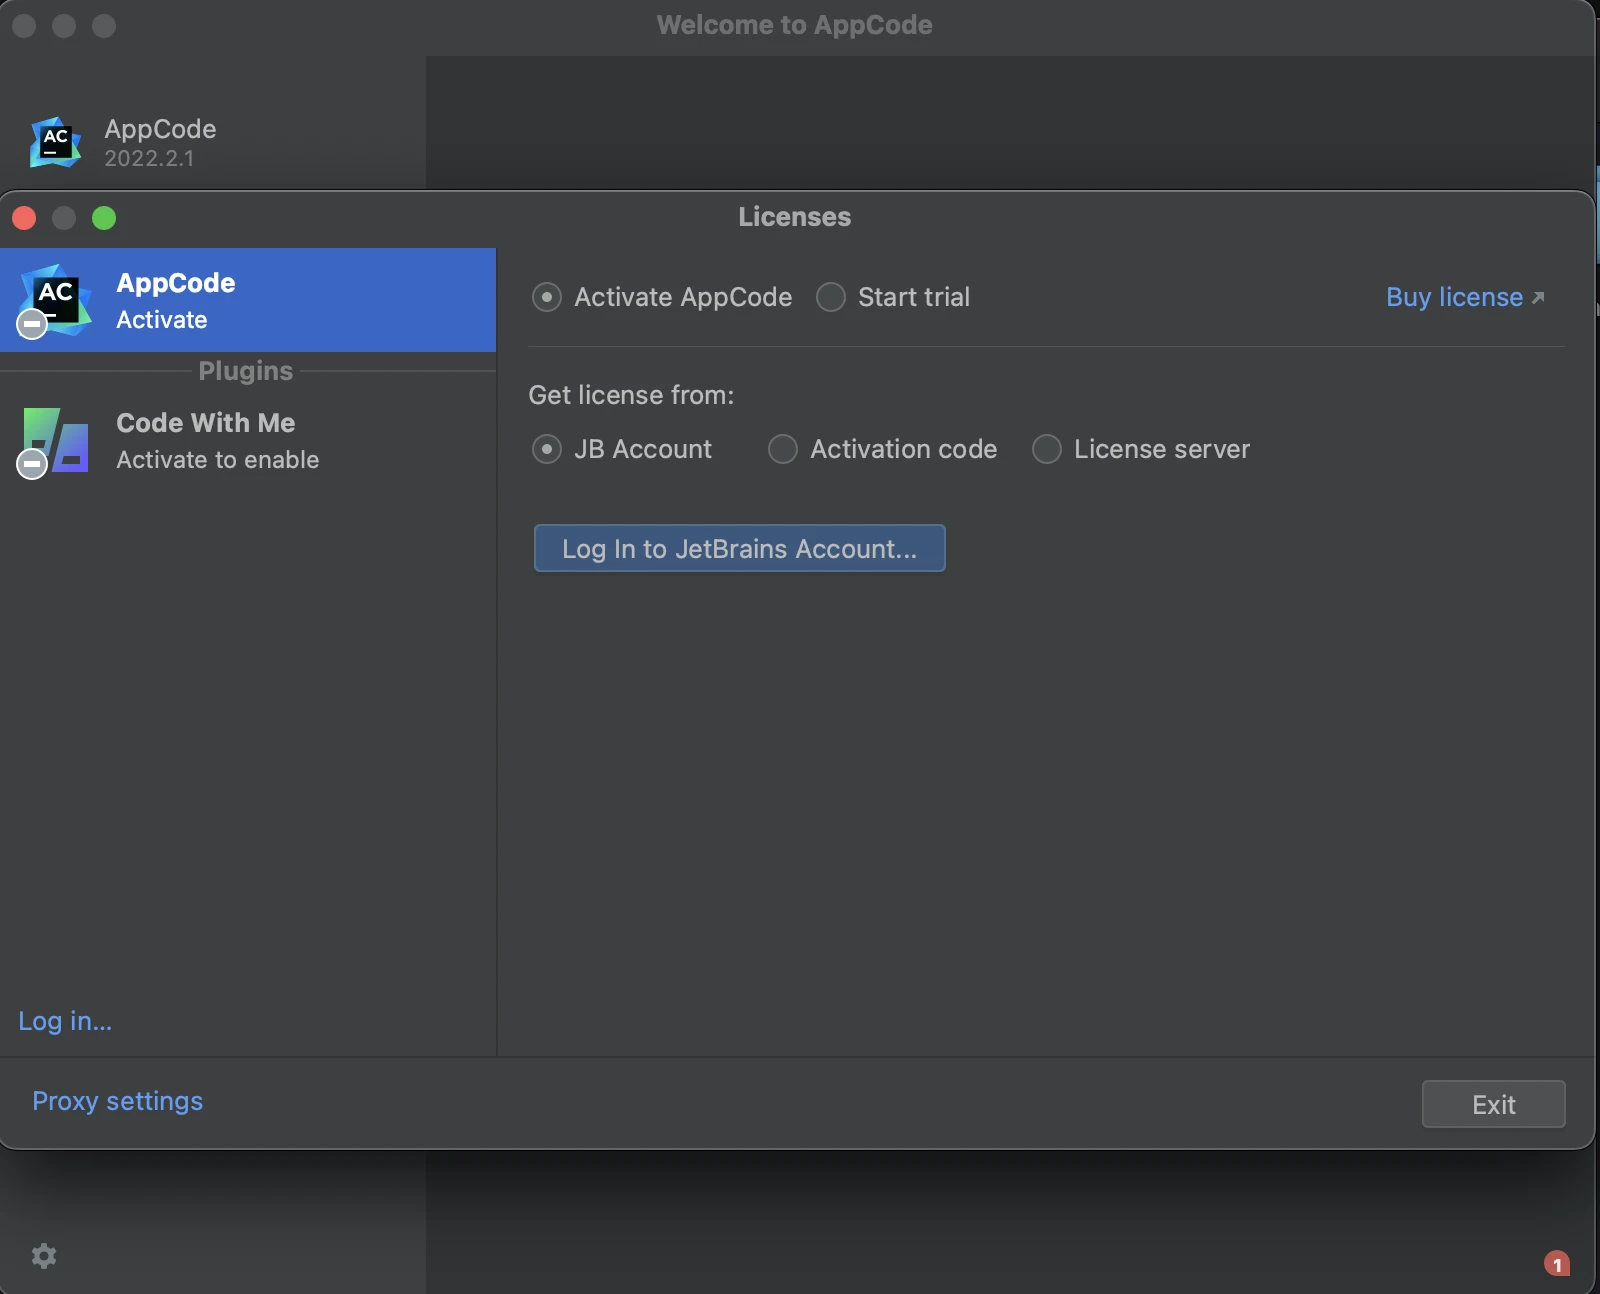 Welcome to AppCode
AC
AppCode
2022.2.1
Licenses
AC
AppCode
Activate
Plugins
Code With Me
Activate to enable
Log in...
Activate AppCode
Start trial
Buy license
Get license from:
JB Account
Activation code
License server
Log In to JetBrains Account...
Proxy settings
Exit
1